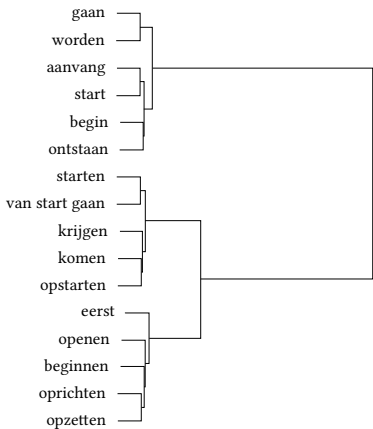 gaan
worden
aanvang
start
begin
ontstaan
starten
van start gaan
krijgen
komen
opstarten
eerst
openen
beginnen
oprichten
opzetten